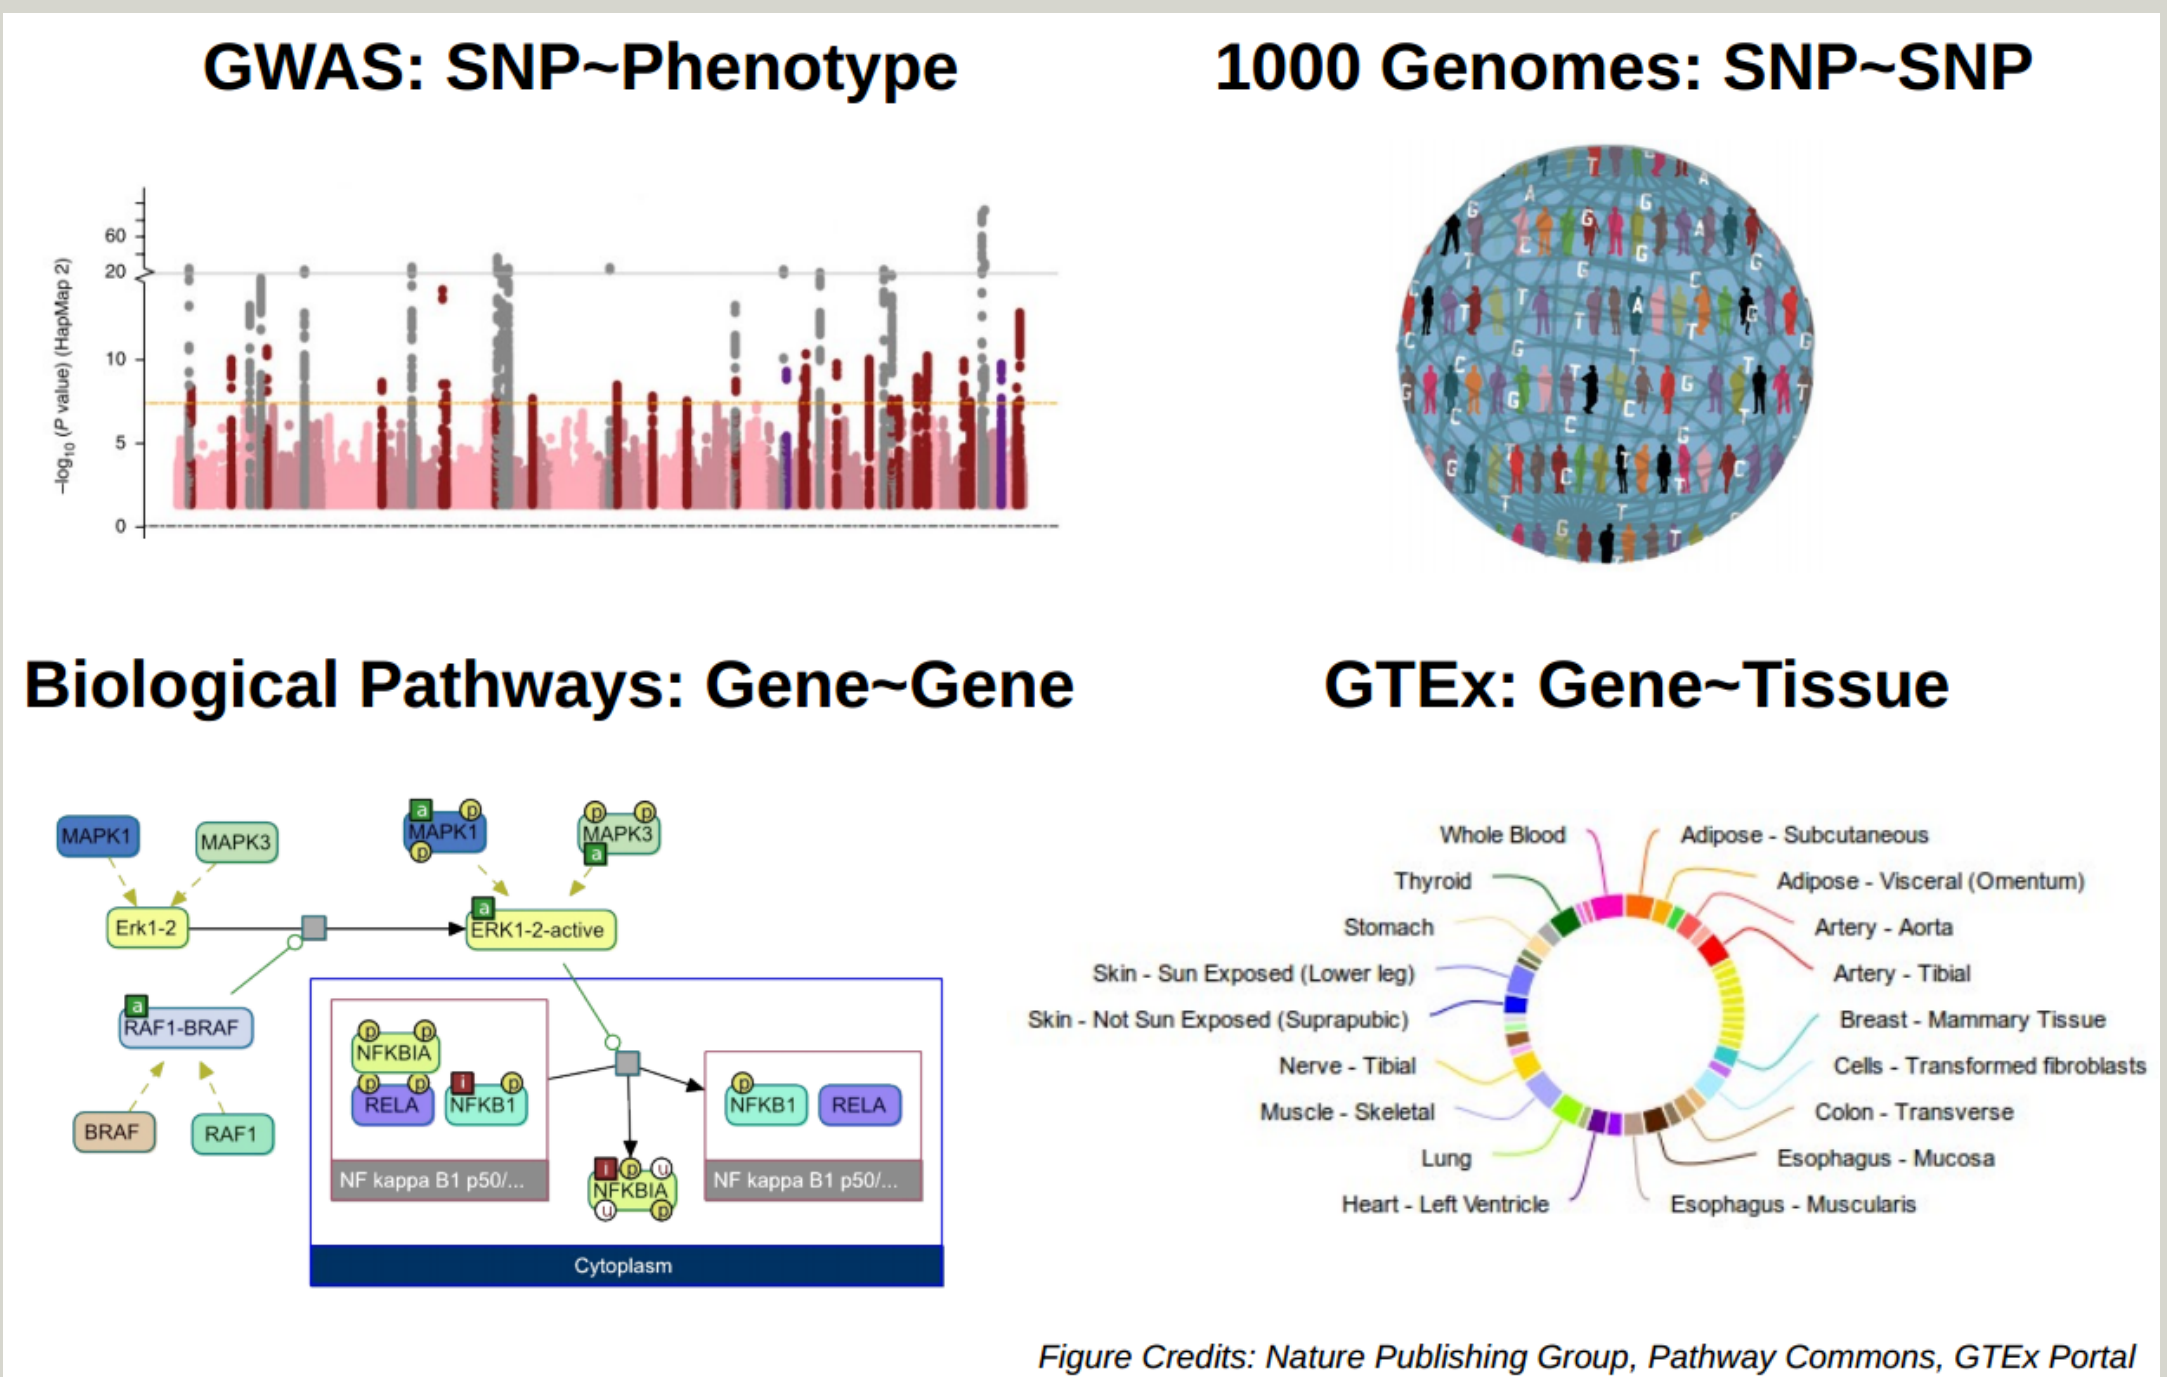 GWAS: SNP~Phenotype
1000 Genomes: SNP~SNP
–log10 (P value) (HapMap 2)
60
20
10
5
0
Biological Pathways: Gene~Gene
GTEx: Gene~Tissue
MAPK1
MAPK3
a
p
MAPK1
p
p
p
MAPK3
a
Erk1-2
a
ERK1-2-active
a
RAF1-BRAF
BRAF
RAF1
p
p
NFKBIA
p
p
RELA
i
p
NFKB1
NF kappa B1 p50/...
p
NFKB1
RELA
NF kappa B1 p50/...
i
p
u
NFKBIA
u
p
Cytoplasm
Whole Blood
Adipose - Subcutaneous
Thyroid
Adipose - Visceral (Omentum)
Stomach
Artery - Aorta
Skin - Sun Exposed (Lower leg)
Artery - Tibial
Skin - Not Sun Exposed (Suprapubic)
Breast - Mammary Tissue
Nerve - Tibial
Cells - Transformed fibroblasts
Muscle - Skeletal
Colon - Transverse
Lung
Esophagus - Mucosa
Heart - Left Ventricle
Esophagus - Muscularis
Figure Credits: Nature Publishing Group, Pathway Commons, GTEx Portal